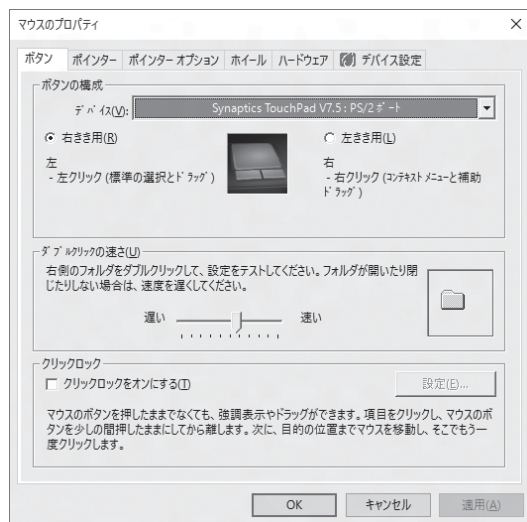 マウスのプロパティ
ボタン ポインター ポインター オプション ホイール ハードウェア デバイス設定
ボタンの構成
デバイス(V): Synaptics TouchPad V7.5 : PS/2 ポート
右きき用(R) 左きき用(L)
左 右
- 左クリック (標準の選択とドラッグ) - 右クリック (コンテキスト メニューと補助
ドラッグ)
ダブルクリックの速さ(U)
右側のフォルダをダブルクリックして、設定をテストしてください。フォルダが開いたり閉
じたりしない場合は、速度を遅くしてください。
遅い 速い
クリックロック
クリックロックをオンにする(T) 設定(E)...
マウスのボタンを押したままでなくても、強調表示やドラッグができます。項目をクリックし、マウスのボ
タンを少しの間押したままにしてから離します。次に、目的の位置までマウスを移動し、そこでもう一
度クリックします。
OK キャンセル 適用(A)